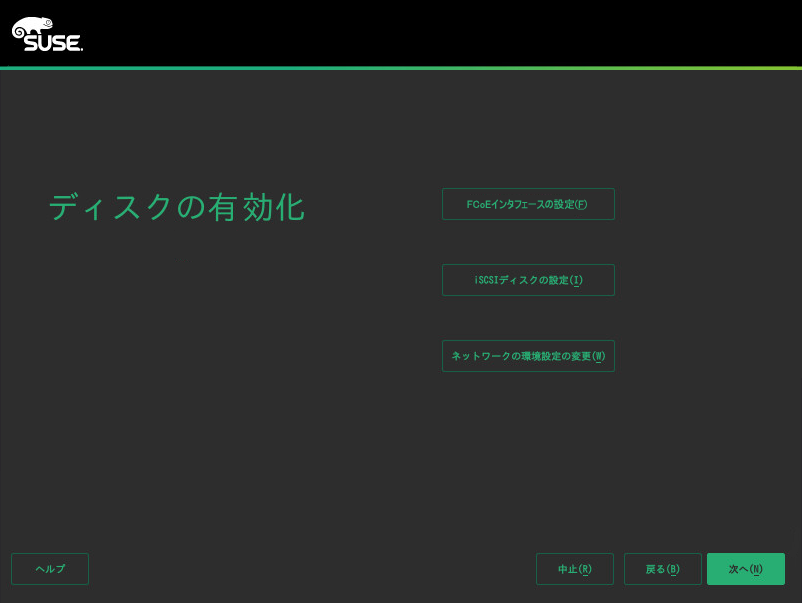 SUSE.
ディスクの有効化
FCoEインタフェースの設定(F)
iSCSIディスクの設定(I)
ネットワークの環境設定の変更(W)
ヘルプ
中止(R)
戻る(B)
次へ(N)